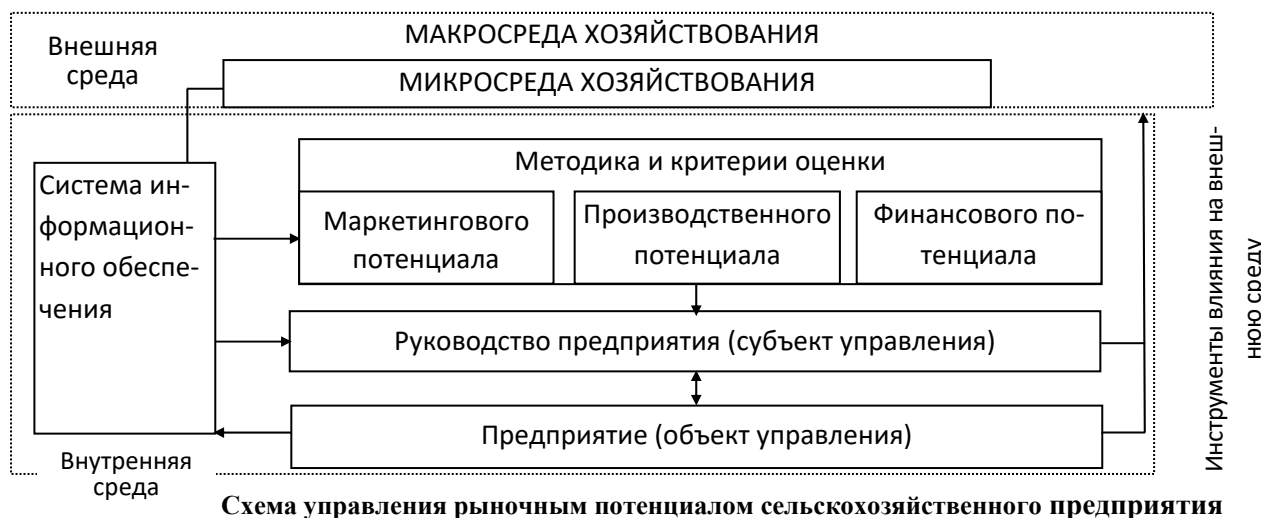 Внешняя
среда
МАКРОСРЕДА ХОЗЯЙСТВОВАНИЯ
МИКРОСРЕДА ХОЗЯЙСТВОВАНИЯ
Система ин-
формацион-
ного обеспе-
чения
Методика и критерии оценки
Маркетингового
потенциала
Производственного
потенциала
Финансового по-
тенциала
Руководство предприятия (субъект управления)
Предприятие (объект управления)
Инструменты влияния на внеш-
нюю среду
Внутренняя
среда
Схема управления рыночным потенциалом сельскохозяйственного предприятия